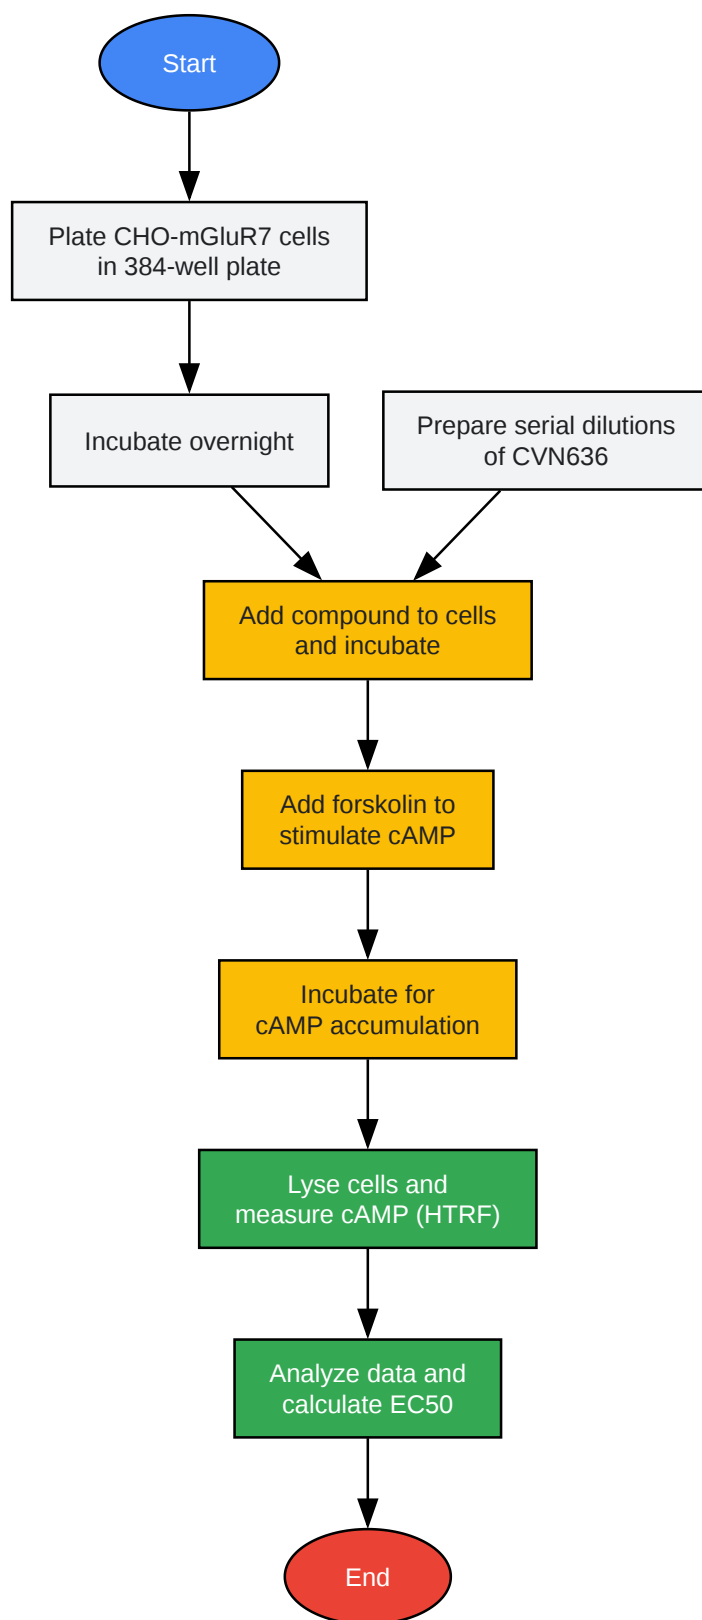 Start
Plate CHO-mGluR7 cells
in 384-well plate
Incubate overnight
Prepare serial dilutions
of CVN636
Add compound to cells
and incubate
Add forskolin to
stimulate cAMP
Incubate for
cAMP accumulation
Lyse cells and
measure cAMP (HTRF)
Analyze data and
calculate EC50
End